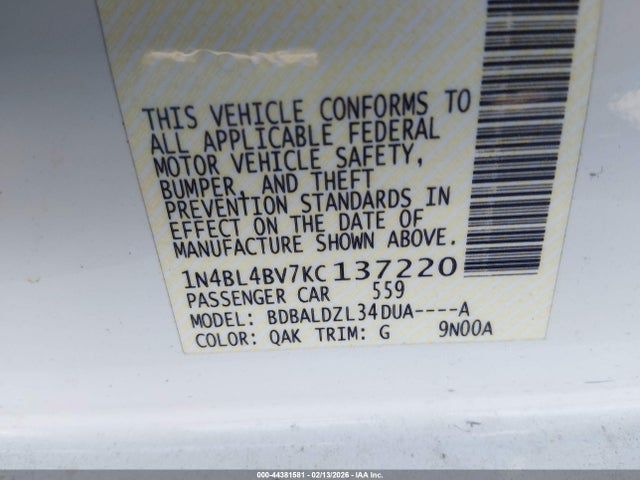 THIS VEHICLE CONFORMS TO
ALL APPLICABLE FEDERAL
MOTOR VEHICLE SAFETY,
BUMPER, AND THEFT
PREVENTION STANDARDS IN
EFFECT ON THE DATE OF
MANUFACTURE SHOWN ABOVE.
1N4BL4BV7KC137220
PASSENGER CAR 559
MODEL: BDBALDZL34DUA----A
COLOR: QAK TRIM: G 9N00A
000-44381581 - 02/13/2026 - IAA Inc.